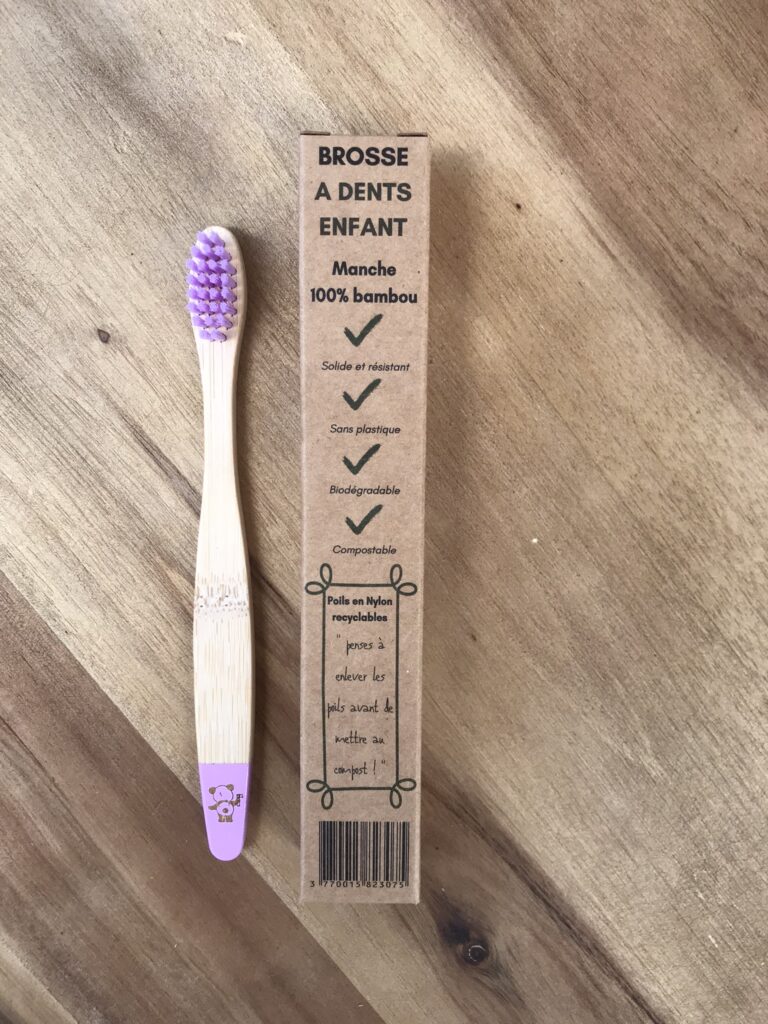 BROSSE
A DENTS
ENFANT
Manche
100% bambou
Solide et résistant
Sans plastique
Biodégradable
Compostable
Poils en Nylon
recyclables
" penses à
enlever les
poils avant de
mettre au
compost ! "
3 770015 823075